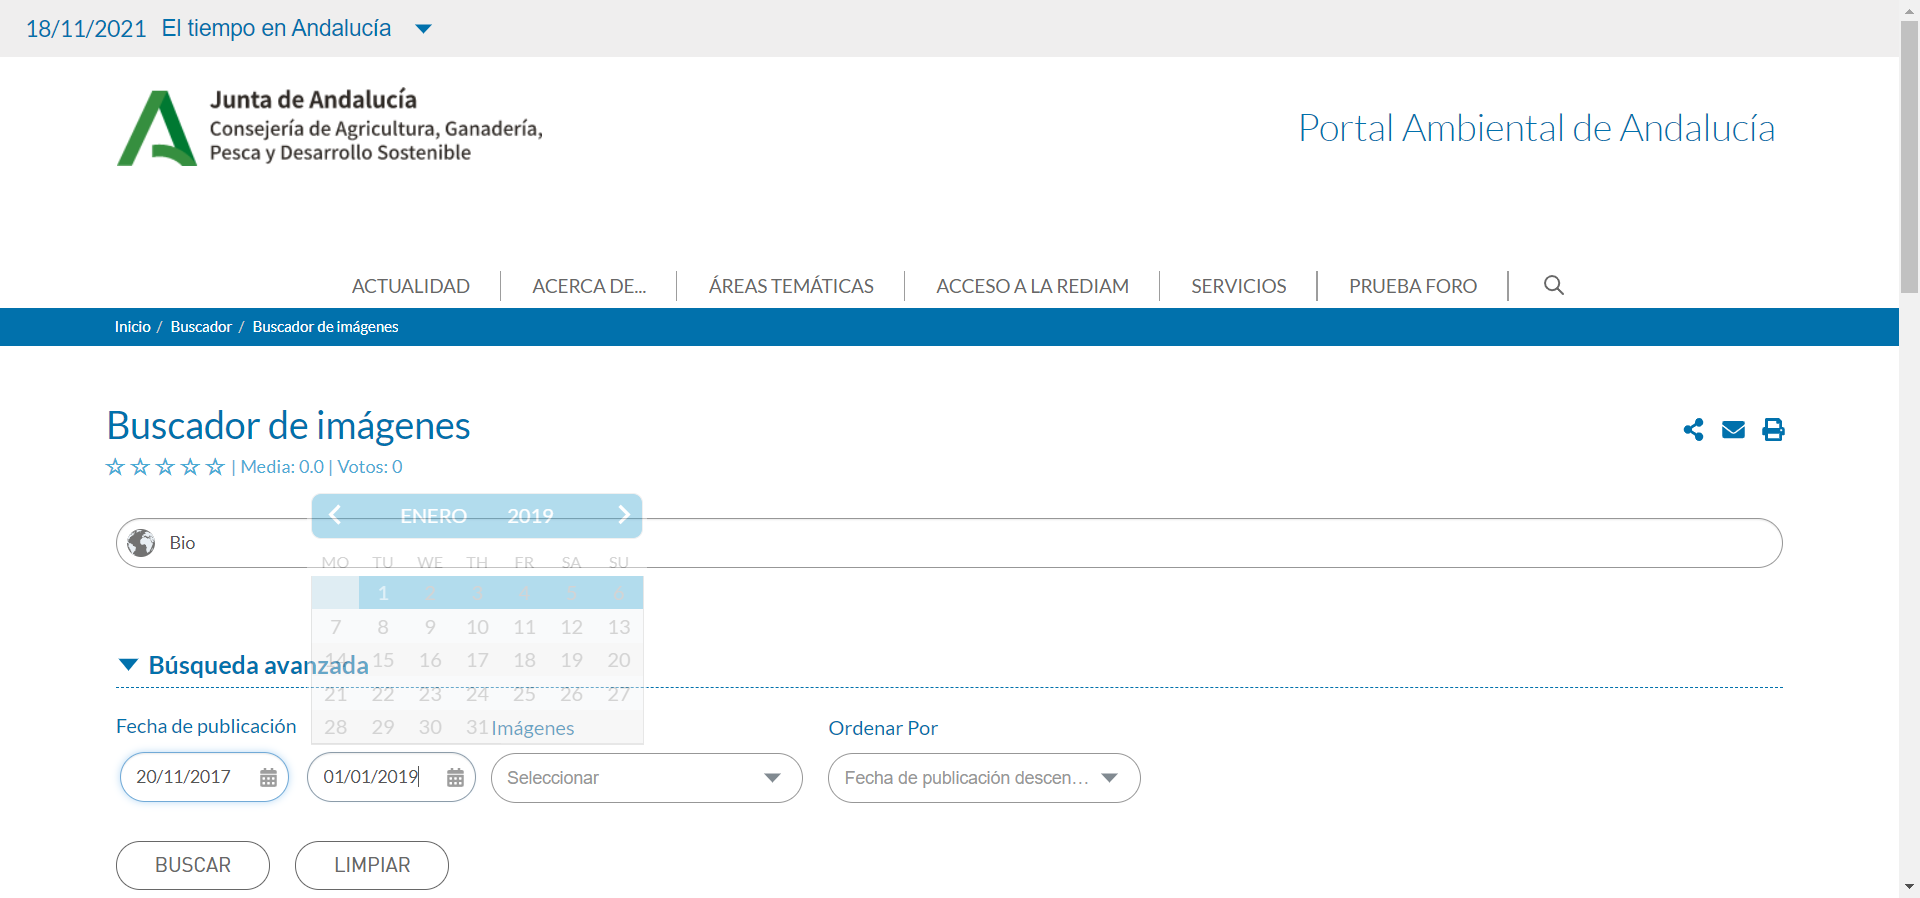 18/11/2021 El tiempo en Andalucía
Junta de Andalucía
Consejería de Agricultura, Ganadería,
Pesca y Desarrollo Sostenible
Portal Ambiental de Andalucía
ACTUALIDAD ACERCA DE... ÁREAS TEMÁTICAS ACCESO A LA REDIAM SERVICIOS PRUEBA FORO
Inicio / Buscador / Buscador de imágenes
Buscador de imágenes
| Media: 0.0 | Votos: 0
ENERO 2019
Bio
MO TU WE TH FR SA SU
1 2 3 4 5 6
7 8 9 10 11 12 13
14 15 16 17 18 19 20
Búsqueda avanzada
21 22 23 24 25 26 27
28 29 30 31
Fecha de publicación Imágenes Ordenar Por
20/11/2017 01/01/2019 Seleccionar Fecha de publicación descen...
BUSCAR LIMPIAR